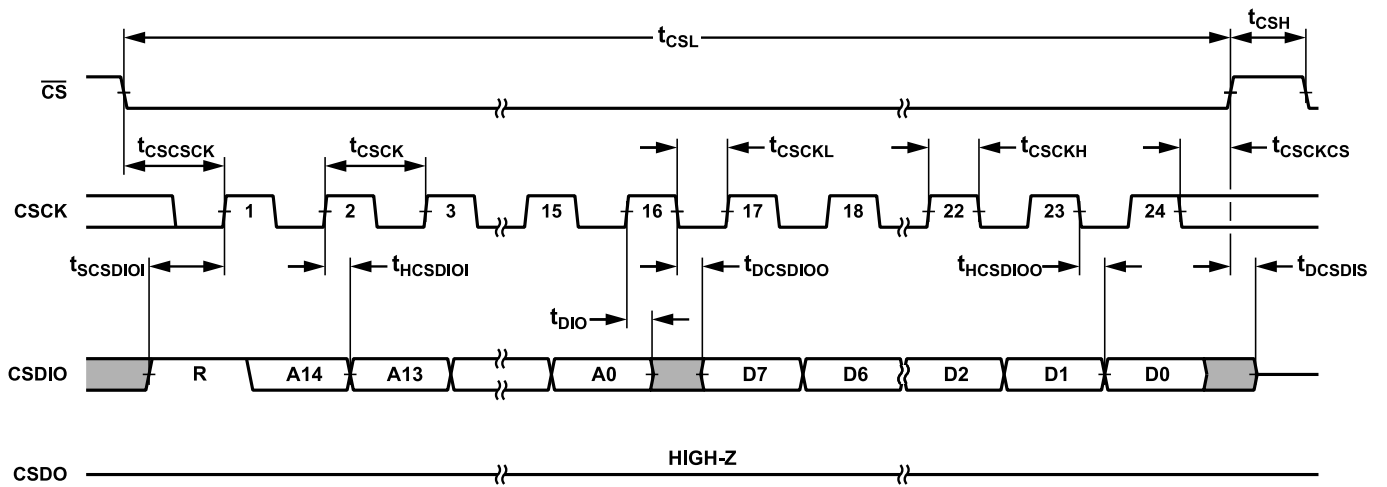 tCSL
tCSH
CS
tCSCSCK
tCSCK
tCSCKL
tCSCKH
tCSCKCS
CSCK
1 2 3 15 16 17 18 22 23 24
tSCSDIOI
tHCSDIOI
tDCSDIOO
tHCSDIOO
tDCSDIS
tDIO
CSDIO
R A14 A13 A0 D7 D6 D2 D1 D0
HIGH-Z
CSDO